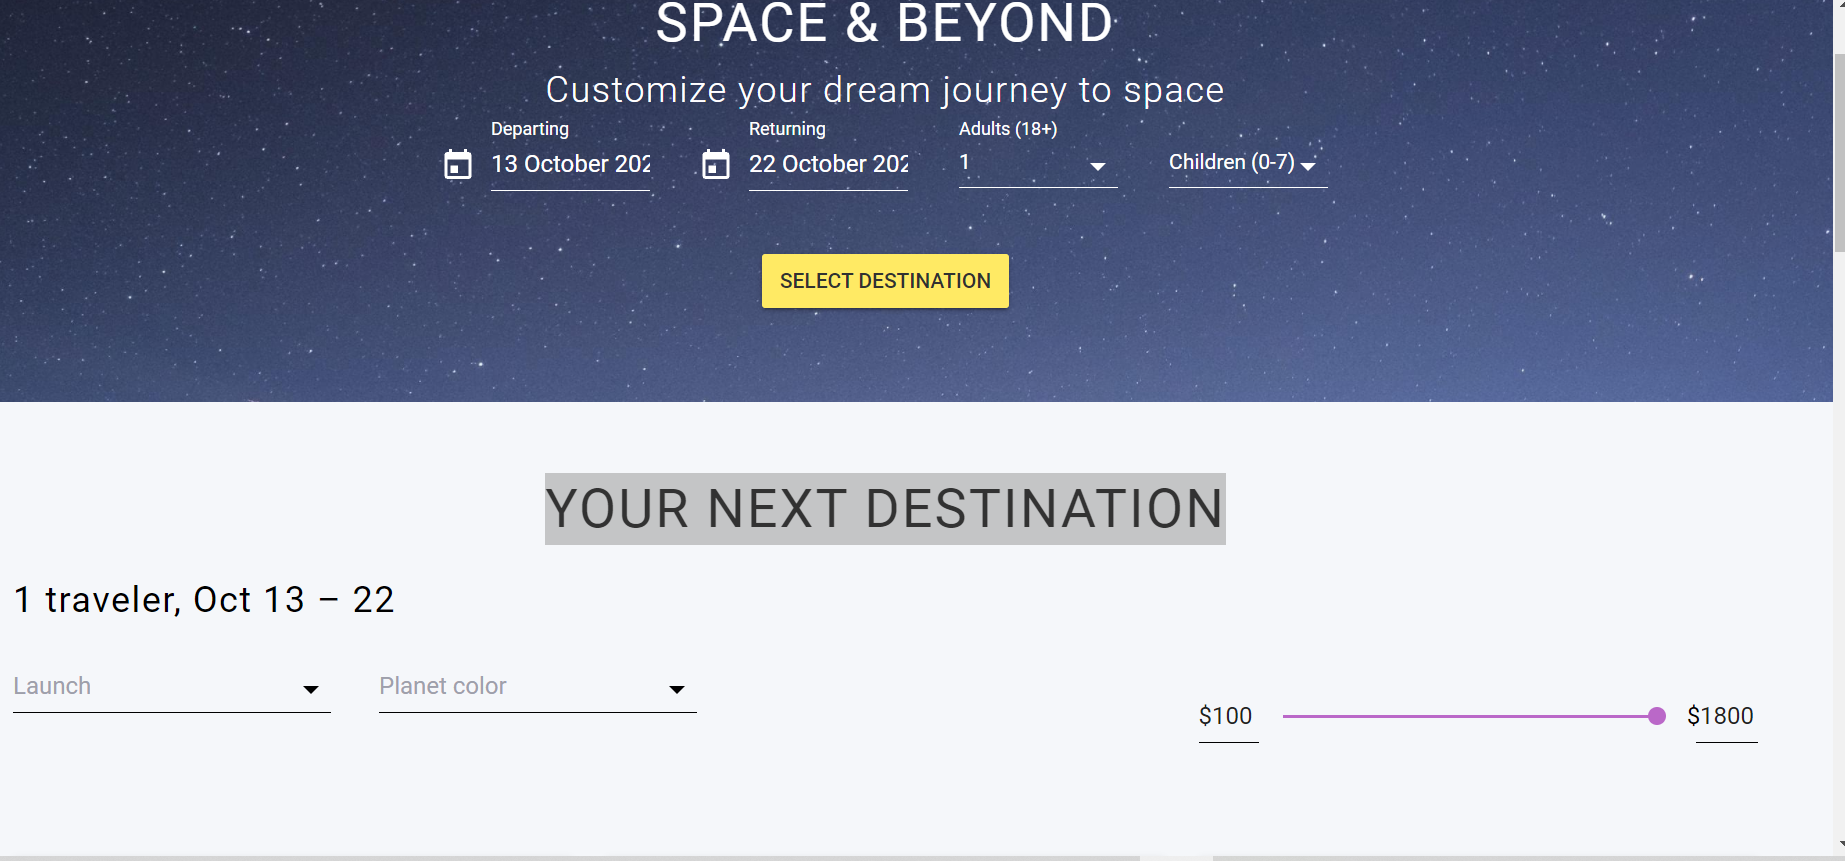 SPACE & BEYOND
Customize your dream journey to space
Departing
13 October 202
Returning
22 October 202
Adults (18+)
1
Children (0-7)
SELECT DESTINATION
YOUR NEXT DESTINATION
1 traveler, Oct 13 – 22
Launch
Planet color
$100
$1800